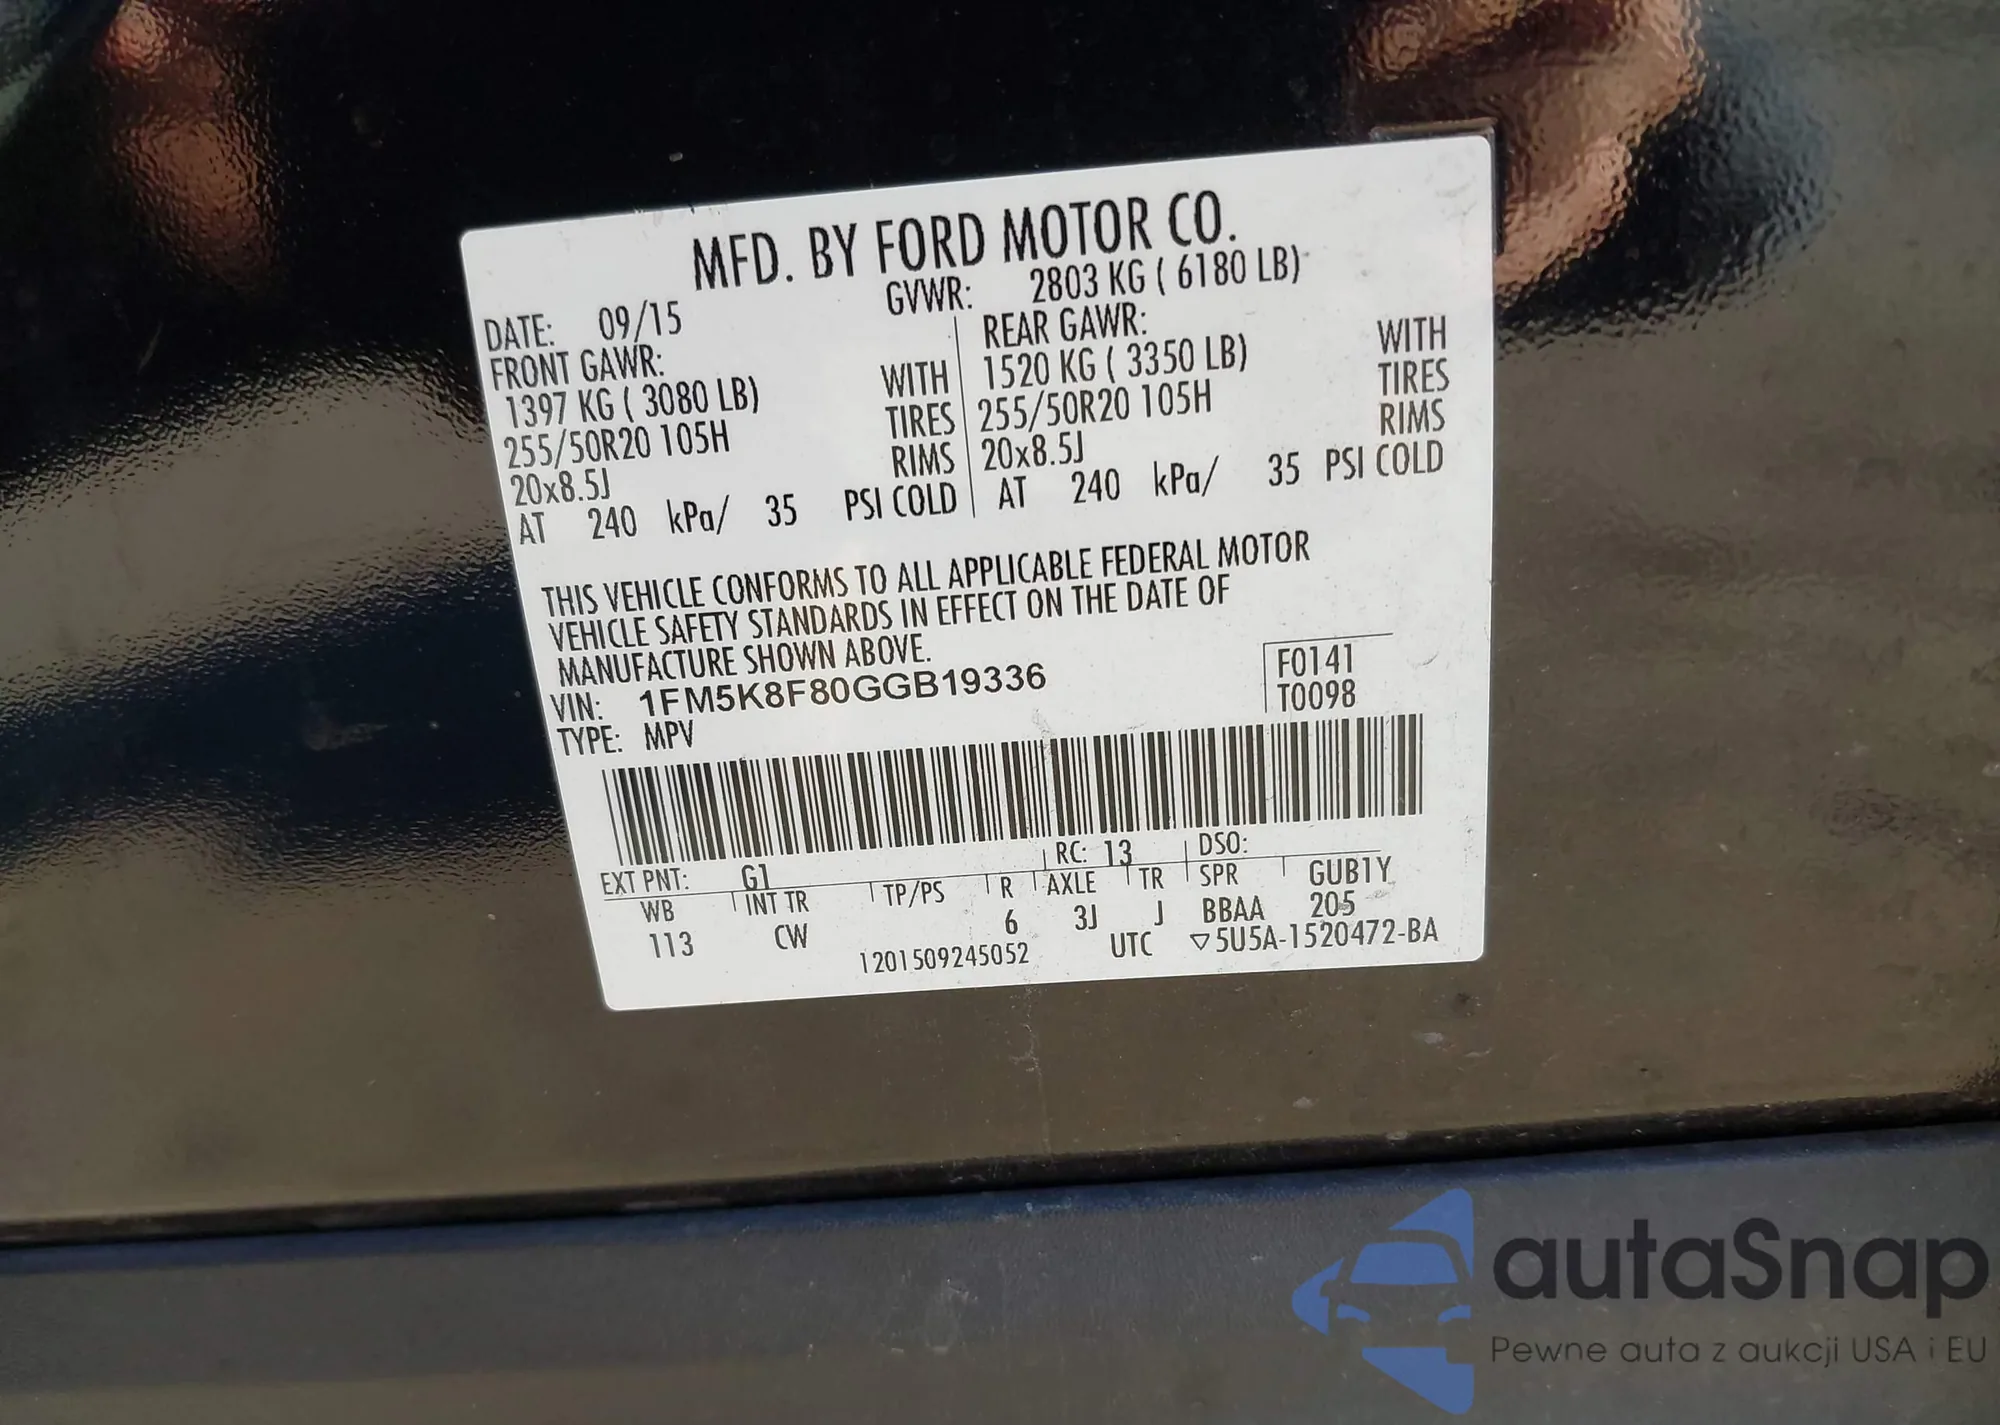 MFD. BY FORD MOTOR CO.
DATE: 09/15 GVWR: 2803 KG ( 6180 LB)
FRONT GAWR: REAR GAWR:
1397 KG ( 3080 LB) WITH 1520 KG ( 3350 LB) WITH
255/50R20 105H TIRES 255/50R20 105H TIRES
20x8.5J RIMS 20x8.5J RIMS
AT 240 kPa/ 35 PSI COLD AT 240 kPa/ 35 PSI COLD
THIS VEHICLE CONFORMS TO ALL APPLICABLE FEDERAL MOTOR
VEHICLE SAFETY STANDARDS IN EFFECT ON THE DATE OF
MANUFACTURE SHOWN ABOVE.
VIN: 1FM5K8F80GGB19336 F0141
TYPE: MPV T0098
EXT PNT: G1 RC: 13 DSO:
WB INT TR TP/PS R AXLE TR SPR GUB1Y
113 CW 6 3J J BBAA 205
1201509245052 UTC ▽5U5A-1520472-BA
autaSnap
Pewne auta z aukcji USA i EU